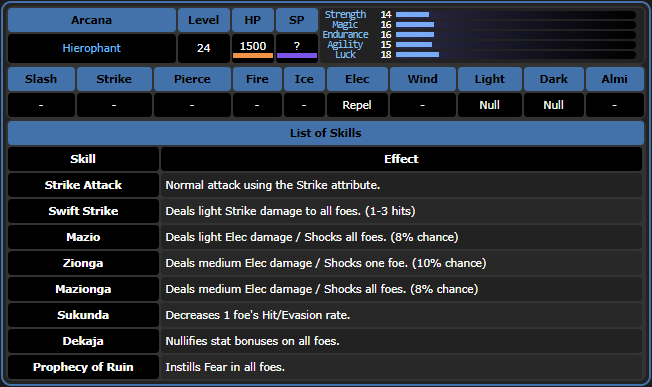 Arcana Level HP SP
Hierophant 24 1500 ?
Strength 14
Magic 16
Endurance 16
Agility 15
Luck 18
Slash Strike Pierce Fire Ice Elec Wind Light Dark Almi
- - - - - Repel - Null Null -
List of Skills
Skill Effect
Strike Attack Normal attack using the Strike attribute.
Swift Strike Deals light Strike damage to all foes. (1-3 hits)
Mazio Deals light Elec damage / Shocks all foes. (8% chance)
Zionga Deals medium Elec damage / Shocks one foe. (10% chance)
Mazionga Deals medium Elec damage / Shocks all foes. (8% chance)
Sukunda Decreases 1 foe's Hit/Evasion rate.
Dekaja Nullifies stat bonuses on all foes.
Prophecy of Ruin Instills Fear in all foes.